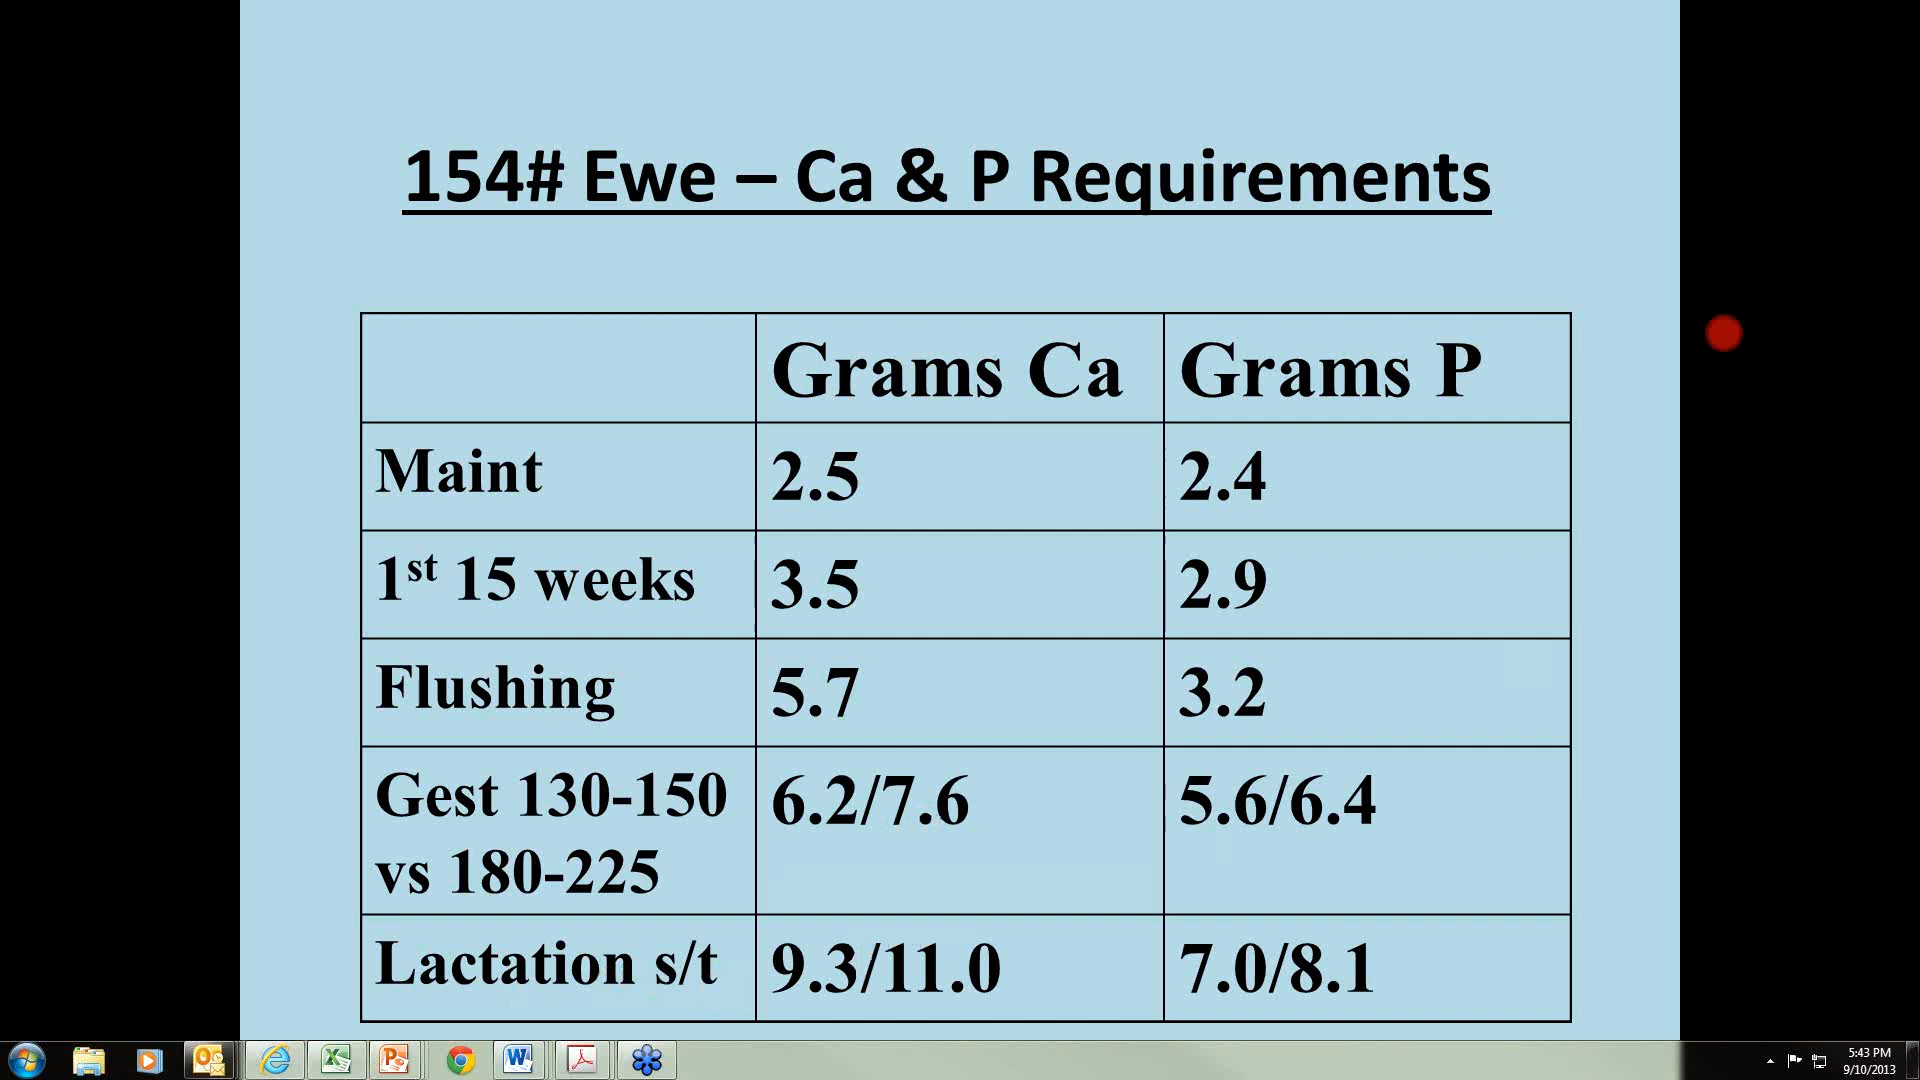 154# Ewe – Ca & P Requirements
Grams Ca Grams P
Maint 2.5 2.4
1st 15 weeks 3.5 2.9
Flushing 5.7 3.2
Gest 130-150 6.2/7.6 5.6/6.4
vs 180-225
Lactation s/t 9.3/11.0 7.0/8.1
5:43 PM
9/10/2013